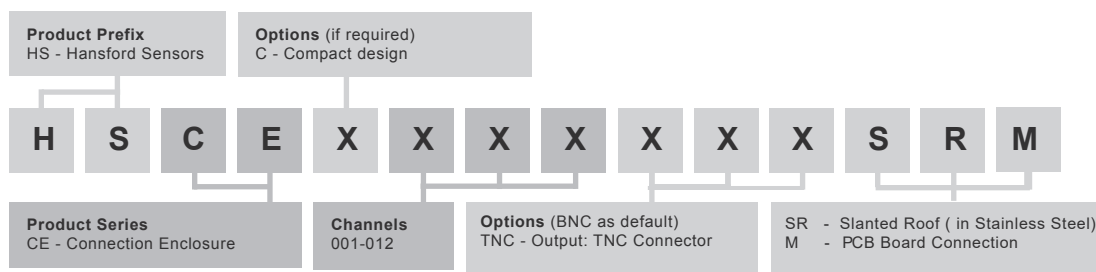 Product Prefix
HS - Hansford Sensors
Options (if required)
C - Compact design
H S C E X X X X X X X S R M
Product Series
CE - Connection Enclosure
Channels
001-012
Options (BNC as default)
TNC - Output: TNC Connector
SR - Slanted Roof ( in Stainless Steel)
M - PCB Board Connection